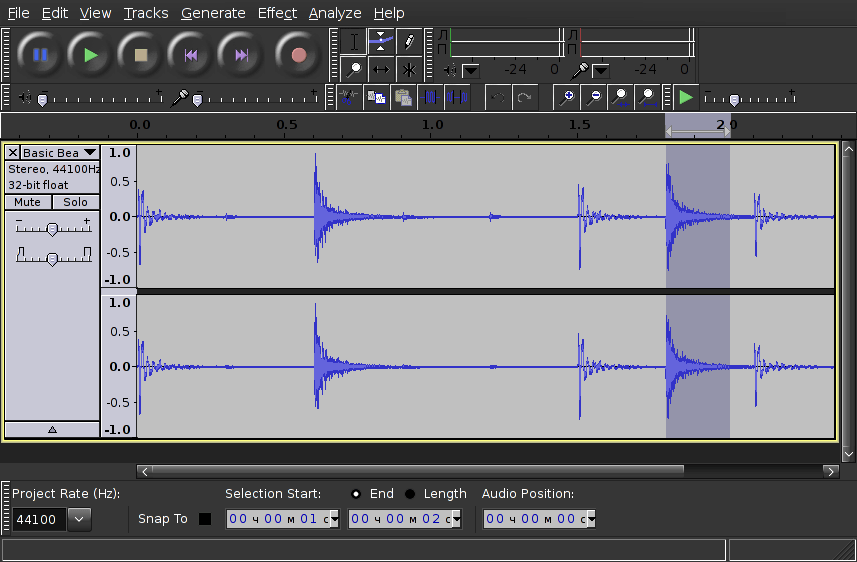 File Edit View Tracks Generate Effect Analyze Help
-24 0 -24 0
0.0 0.5 1.0 1.5 2.0
Basic Bea
Stereo, 44100Hz
32-bit float
Mute Solo
- +
1.0
0.5
0.0
-0.5
-1.0
1.0
0.5
0.0
-0.5
-1.0
Project Rate (Hz): Selection Start: End Length Audio Position:
44100 Snap To 00 ч 00 м 01 с 00 ч 00 м 02 с 00 ч 00 м 00 с